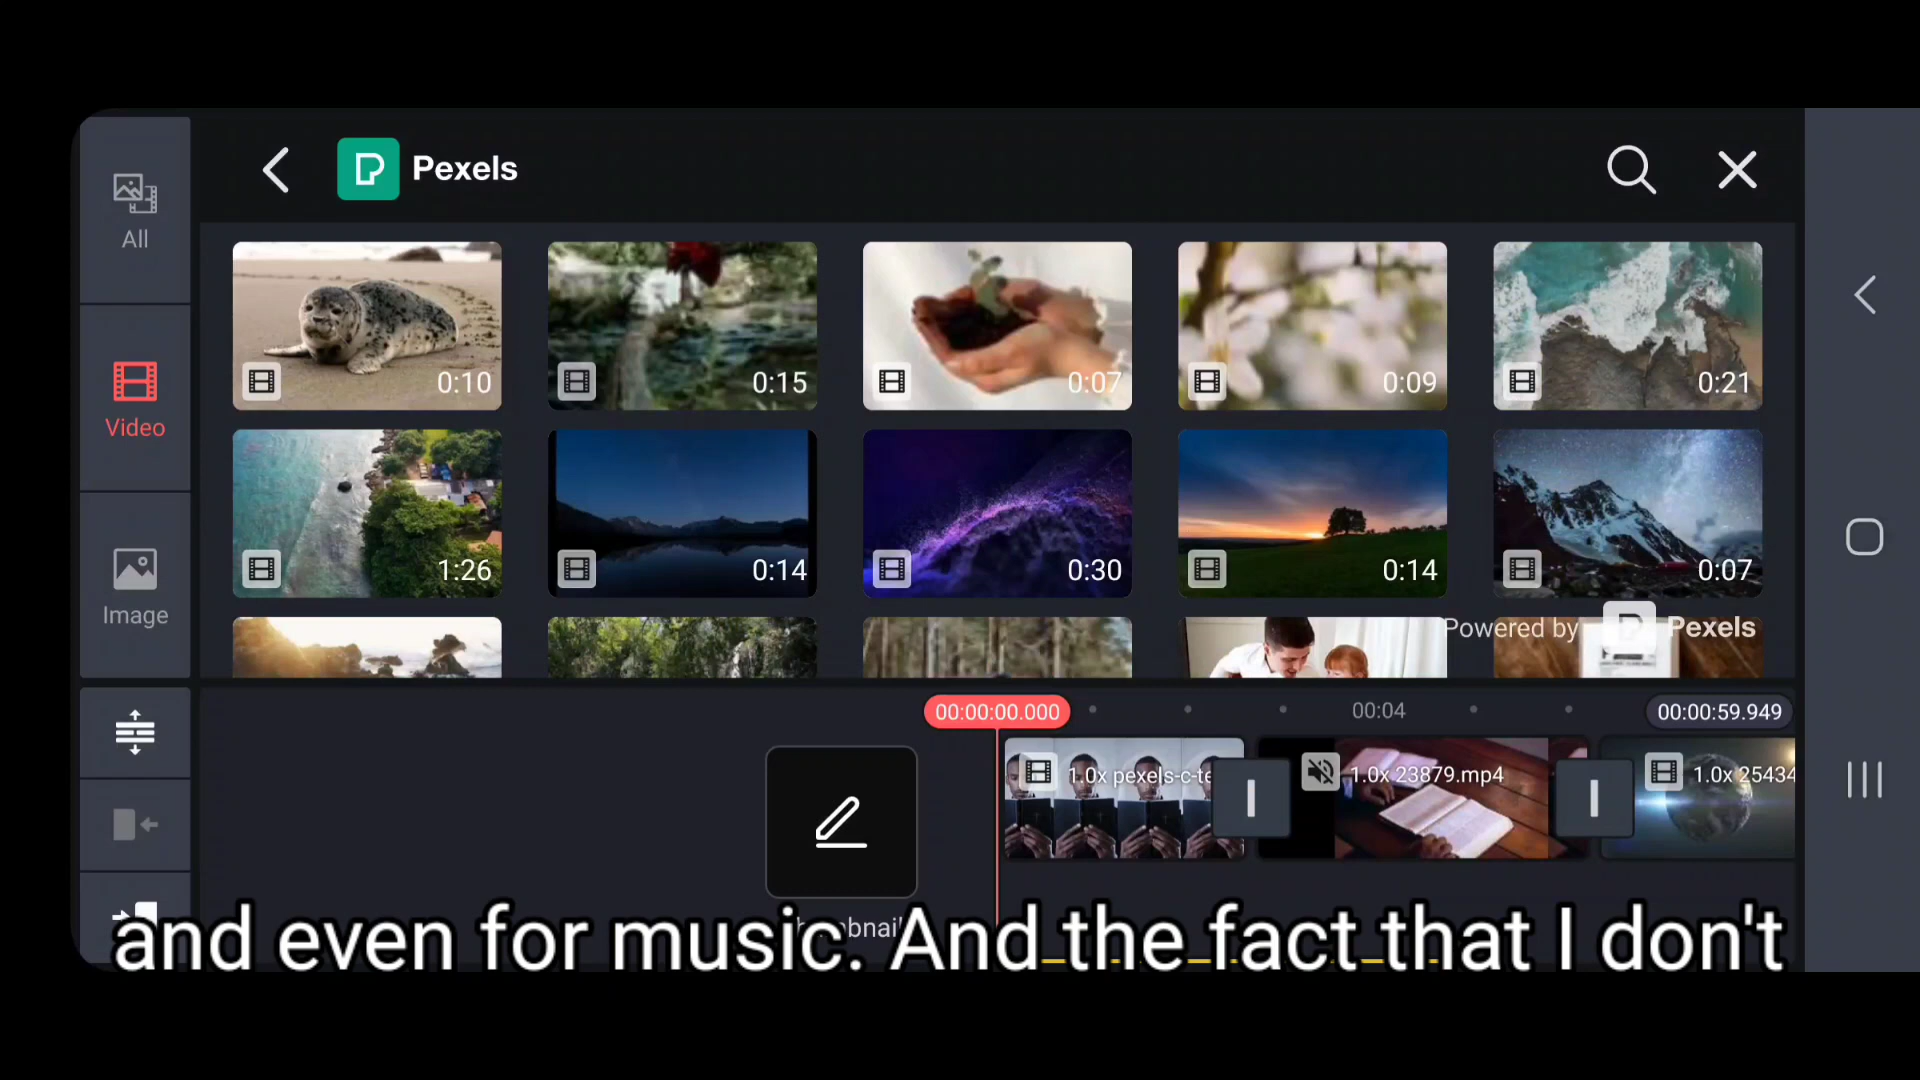 Pexels
All
Video
Image
0:10
0:15
0:07
0:09
0:21
1:26
0:14
0:30
0:14
0:07
Powered by Pexels
00:00:00.000
00:04
00:00:59.949
1.0x pexels-c-te
1.0x 23879.mp4
1.0x 25434
and even for music. And the fact that I don't